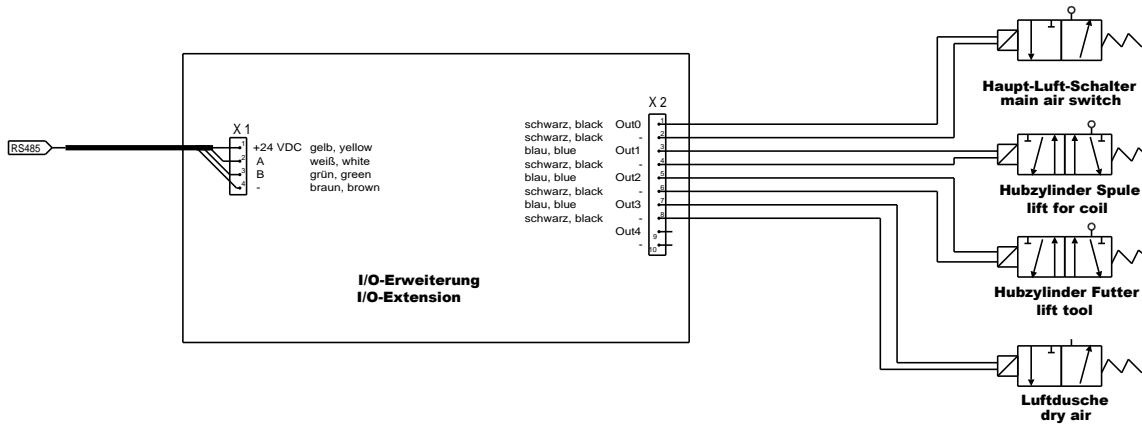 RS485
X 1
1 +24 VDC gelb, yellow
2 A weiß, white
3 B grün, green
4 - braun, brown
X 2
schwarz, black Out0 1
schwarz, black - 2
blau, blue Out1 3
schwarz, black - 4
blau, blue Out2 5
schwarz, black - 6
blau, blue Out3 7
schwarz, black - 8
Out4 9
- 10
I/O-Erweiterung
I/O-Extension
Haupt-Luft-Schalter
main air switch
Hubzylinder Spule
lift for coil
Hubzylinder Futter
lift tool
Luftdusche
dry air